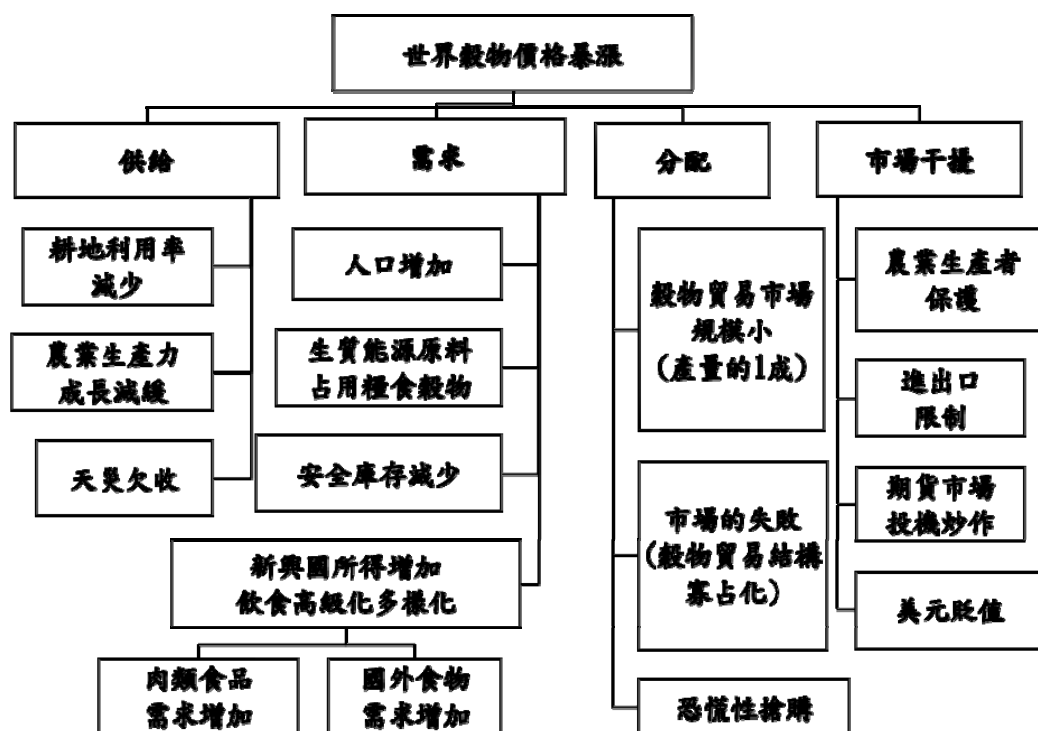 世界穀物價格暴漲
供給
需求
分配
市場干擾
耕地利用率
減少
農業生產力
成長減緩
天災欠收
人口增加
生質能源原料
占用糧食穀物
安全庫存減少
新興國所得增加
飲食高級化多樣化
肉類食品
需求增加
國外食物
需求增加
穀物貿易市場
規模小
(產量的1成)
市場的失敗
(穀物貿易結構
寡占化)
恐慌性搶購
農業生產者
保護
進出口
限制
期貨市場
投機炒作
美元貶值